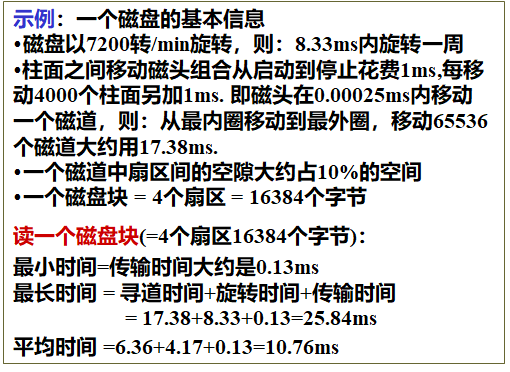 示例：一个磁盘的基本信息
•磁盘以7200转/min旋转，则：8.33ms内旋转一周
•柱面之间移动磁头组合从启动到停止花费1ms,每移
动4000个柱面另加1ms. 即磁头在0.00025ms内移动
一个磁道，则：从最内圈移动到最外圈，移动65536
个磁道大约用17.38ms.
•一个磁道中扇区间的空隙大约占10%的空间
•一个磁盘块 = 4个扇区 = 16384个字节
读一个磁盘块(=4个扇区16384个字节)：
最小时间=传输时间大约是0.13ms
最长时间 = 寻道时间+旋转时间+传输时间
= 17.38+8.33+0.13=25.84ms
平均时间 =6.36+4.17+0.13=10.76ms